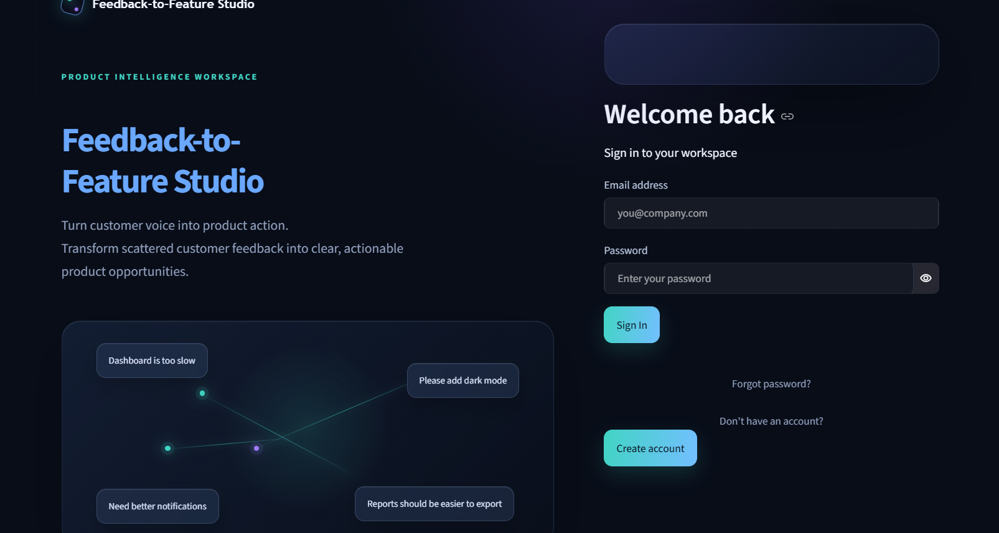 Feedback-to-Feature Studio
PRODUCT INTELLIGENCE WORKSPACE
Feedback-to-
Feature Studio
Turn customer voice into product action.
Transform scattered customer feedback into clear, actionable
product opportunities.
Dashboard is too slow
Please add dark mode
Need better notifications
Reports should be easier to export
Welcome back
Sign in to your workspace
Email address
you@company.com
Password
Enter your password
Sign In
Forgot password?
Don't have an account?
Create account